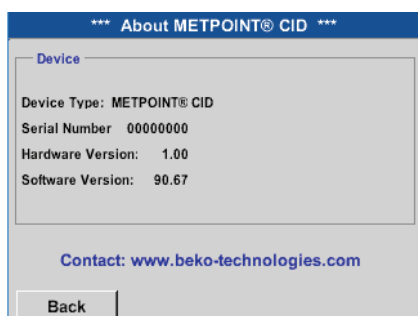 *** About METPOINT® CID ***
Device
Device Type: METPOINT® CID
Serial Number 00000000
Hardware Version: 1.00
Software Version: 90.67
Contact: www.beko-technologies.com
Back